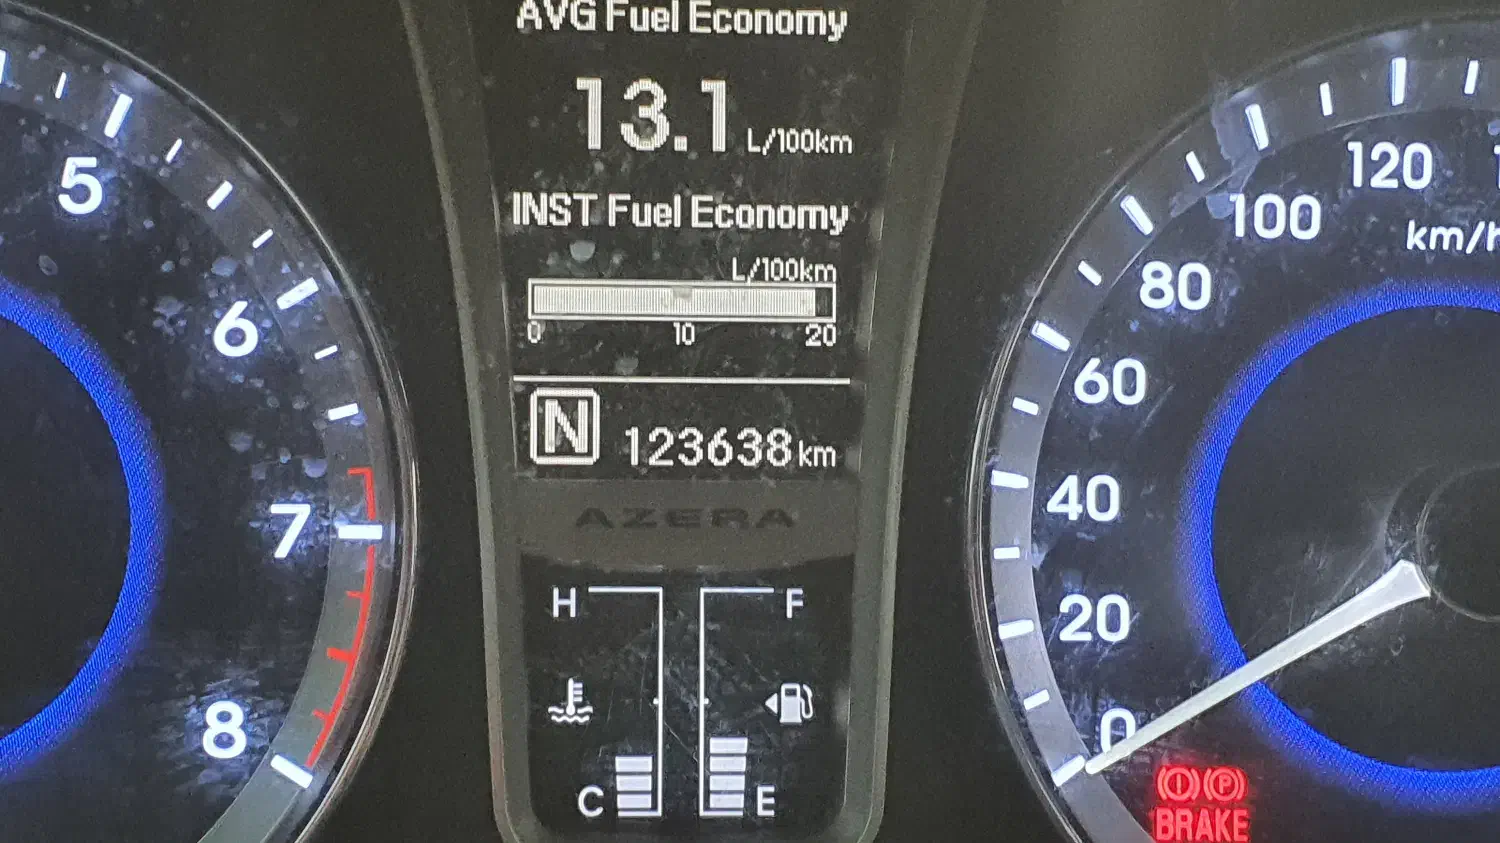 AVG Fuel Economy
13.1 L/100km
INST Fuel Economy
L/100km
0 10 20
N 123638 km
AZERA
H F
C E
5
6
7
8
120
100
km/h
80
60
40
20
0
BRAKE